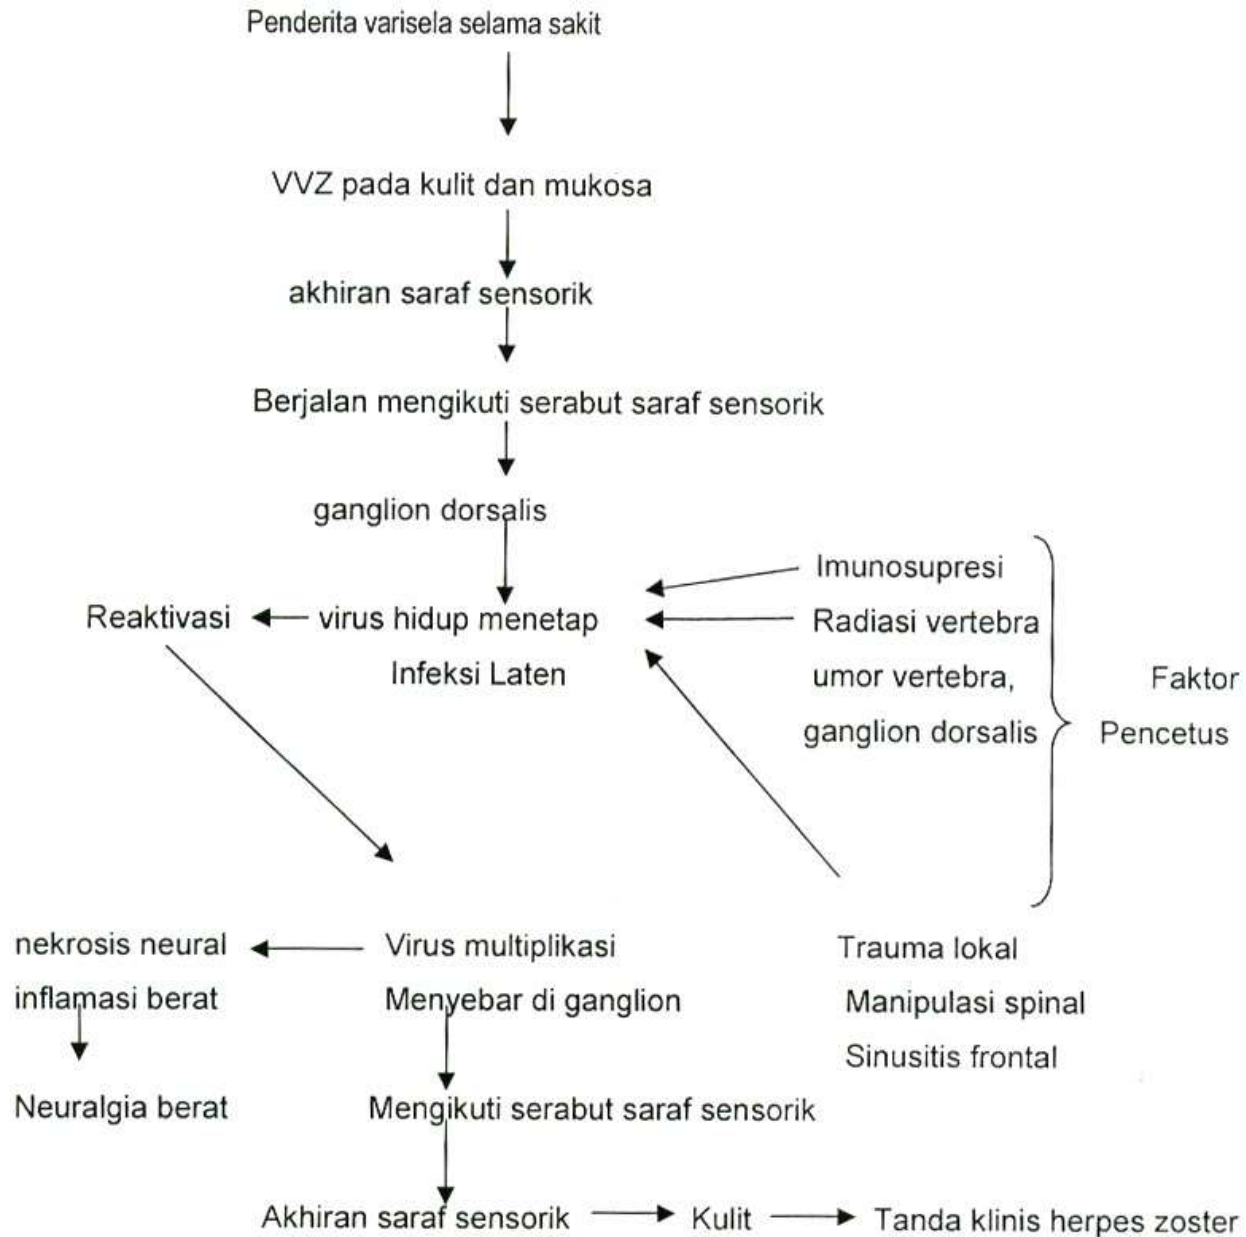 Penderita varisela selama sakit
VVZ pada kulit dan mukosa
akhiran saraf sensorik
Berjalan mengikuti serabut saraf sensorik
ganglion dorsalis
Imunosupresi
Reaktivasi virus hidup menetap Radiasi vertebra
Infeksi Laten umor vertebra, Faktor
ganglion dorsalis Pencetus
nekrosis neural Virus multiplikasi Trauma lokal
inflamasi berat Menyebar di ganglion Manipulasi spinal
Sinusitis frontal
Neuralgia berat Mengikuti serabut saraf sensorik
Akhiran saraf sensorik Kulit Tanda klinis herpes zoster